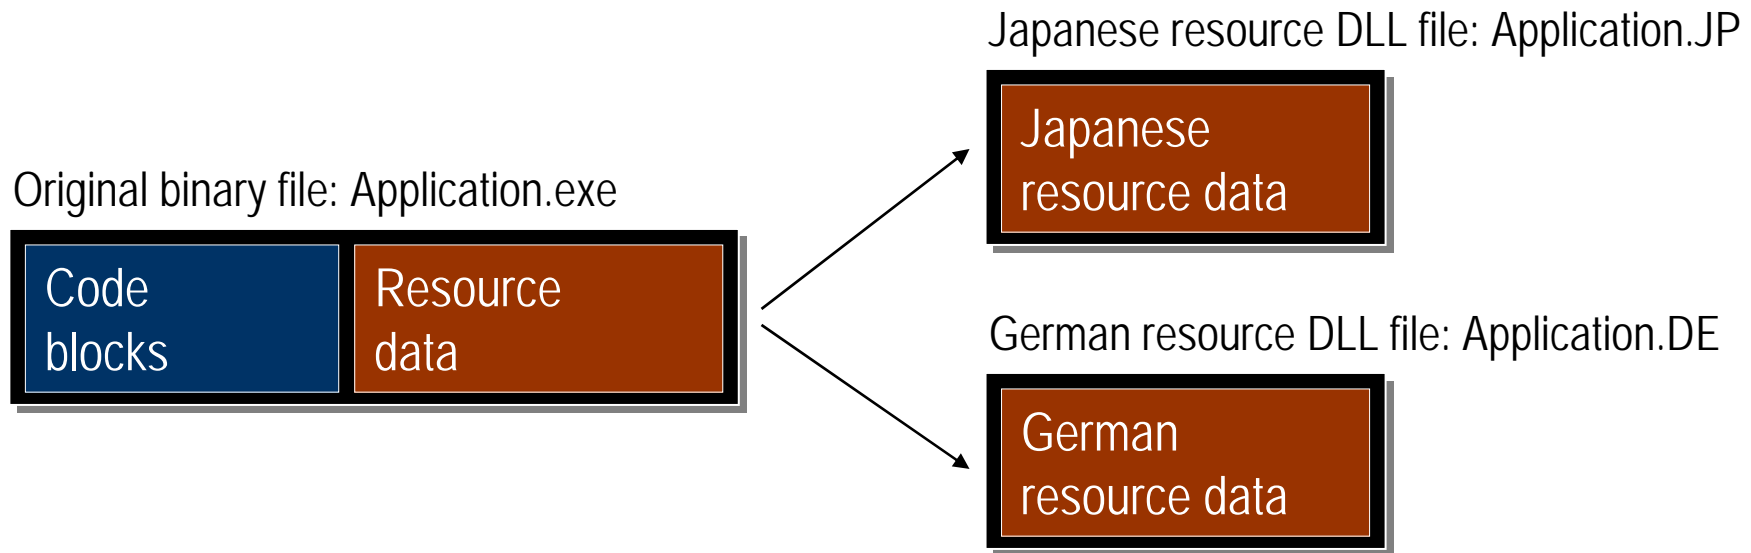 Japanese resource DLL file: Application.JP
Japanese
resource data
Original binary file: Application.exe
Code
blocks
Resource
data
German resource DLL file: Application.DE
German
resource data